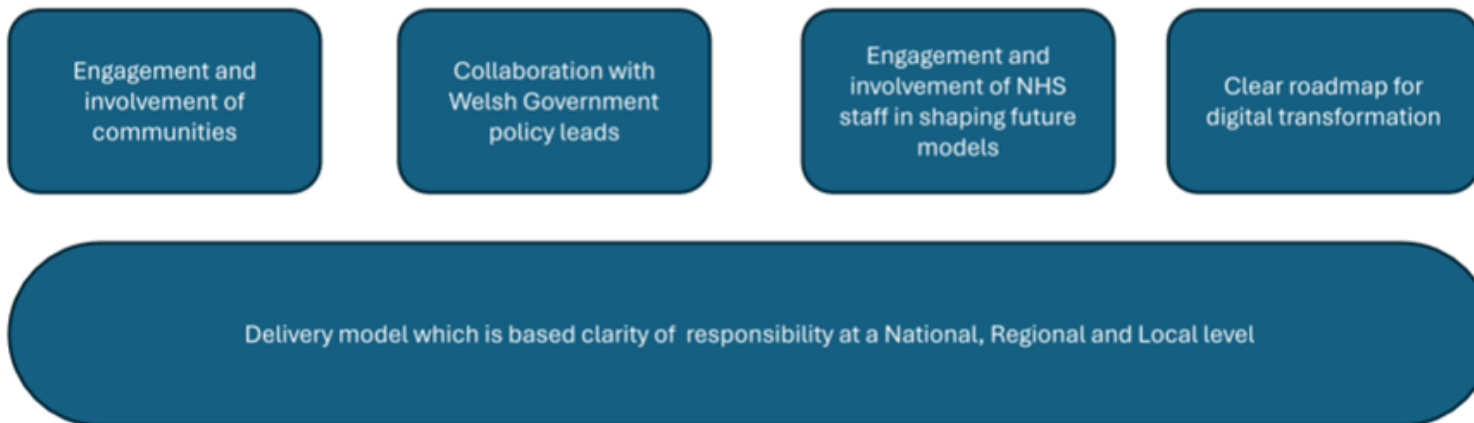 Engagement and
involvement of
communities
Collaboration with
Welsh Government
policy leads
Engagement and
involvement of NHS
staff in shaping future
models
Clear roadmap for
digital transformation
Delivery model which is based clarity of  responsibility at a National, Regional and Local level